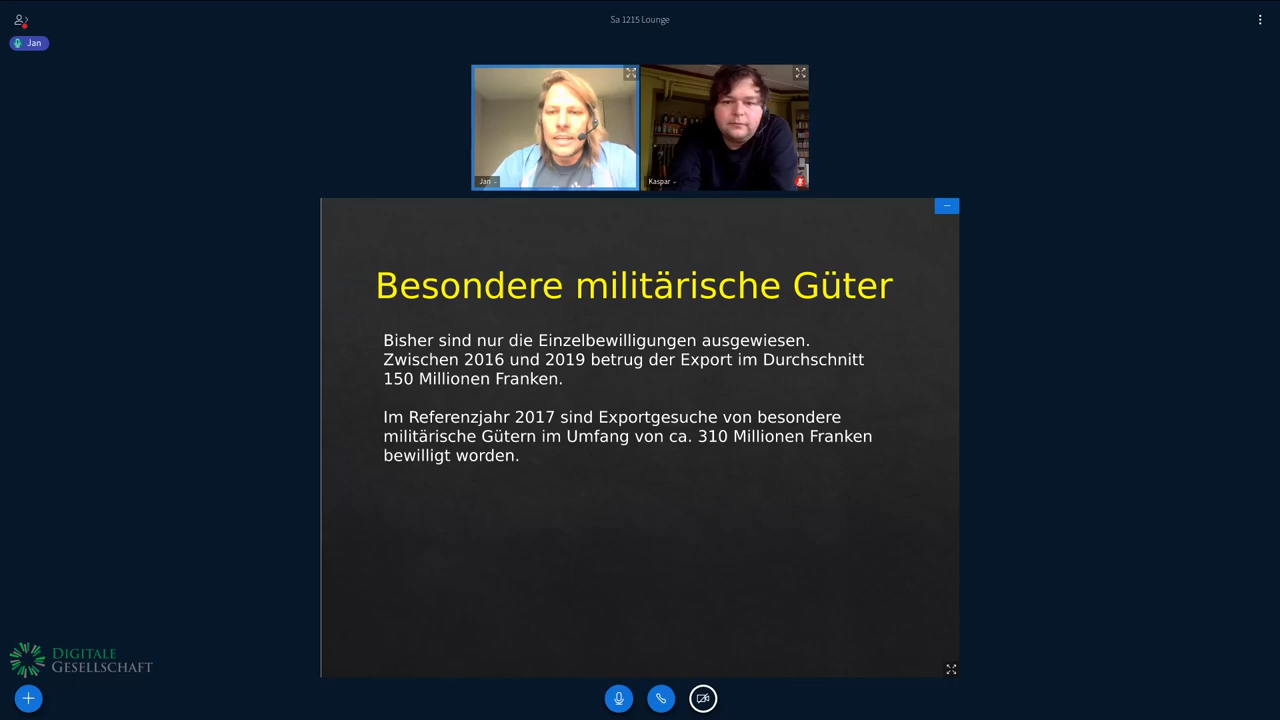 Sa 1215 Lounge
Jan
Jan
Kaspar
Besondere militärische Güter
Bisher sind nur die Einzelbewilligungen ausgewiesen.
Zwischen 2016 und 2019 betrug der Export im Durchschnitt
150 Millionen Franken.
Im Referenzjahr 2017 sind Exportgesuche von besondere
militärische Gütern im Umfang von ca. 310 Millionen Franken
bewilligt worden.
DIGITALE
GESELLSCHAFT